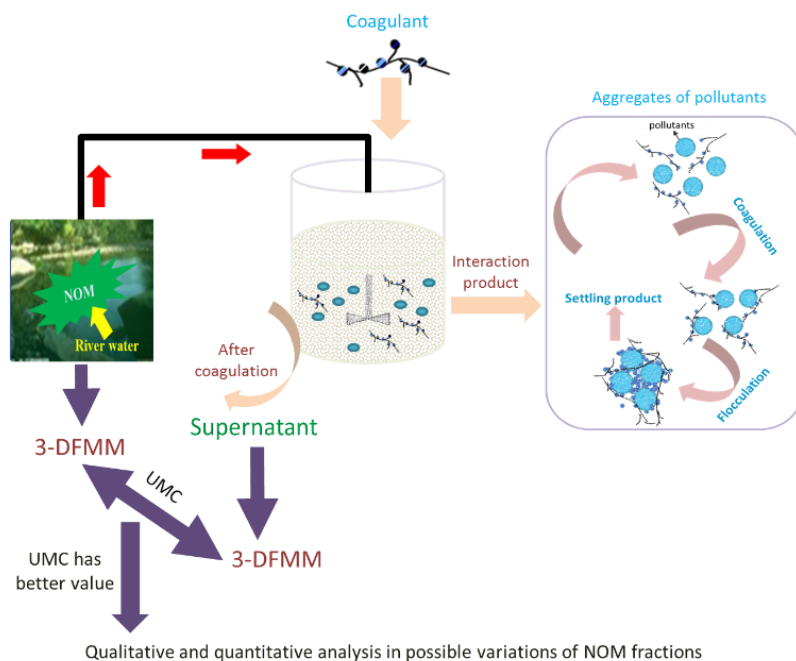 Coagulant
Aggregates of pollutants
pollutants
Coagulation
Interaction
product
Settling product
Flocculation
NOM
River water
After
coagulation
Supernatant
3-DFMM
UMC
3-DFMM
UMC has
better value
Qualitative and quantitative analysis in possible variations of NOM fractions